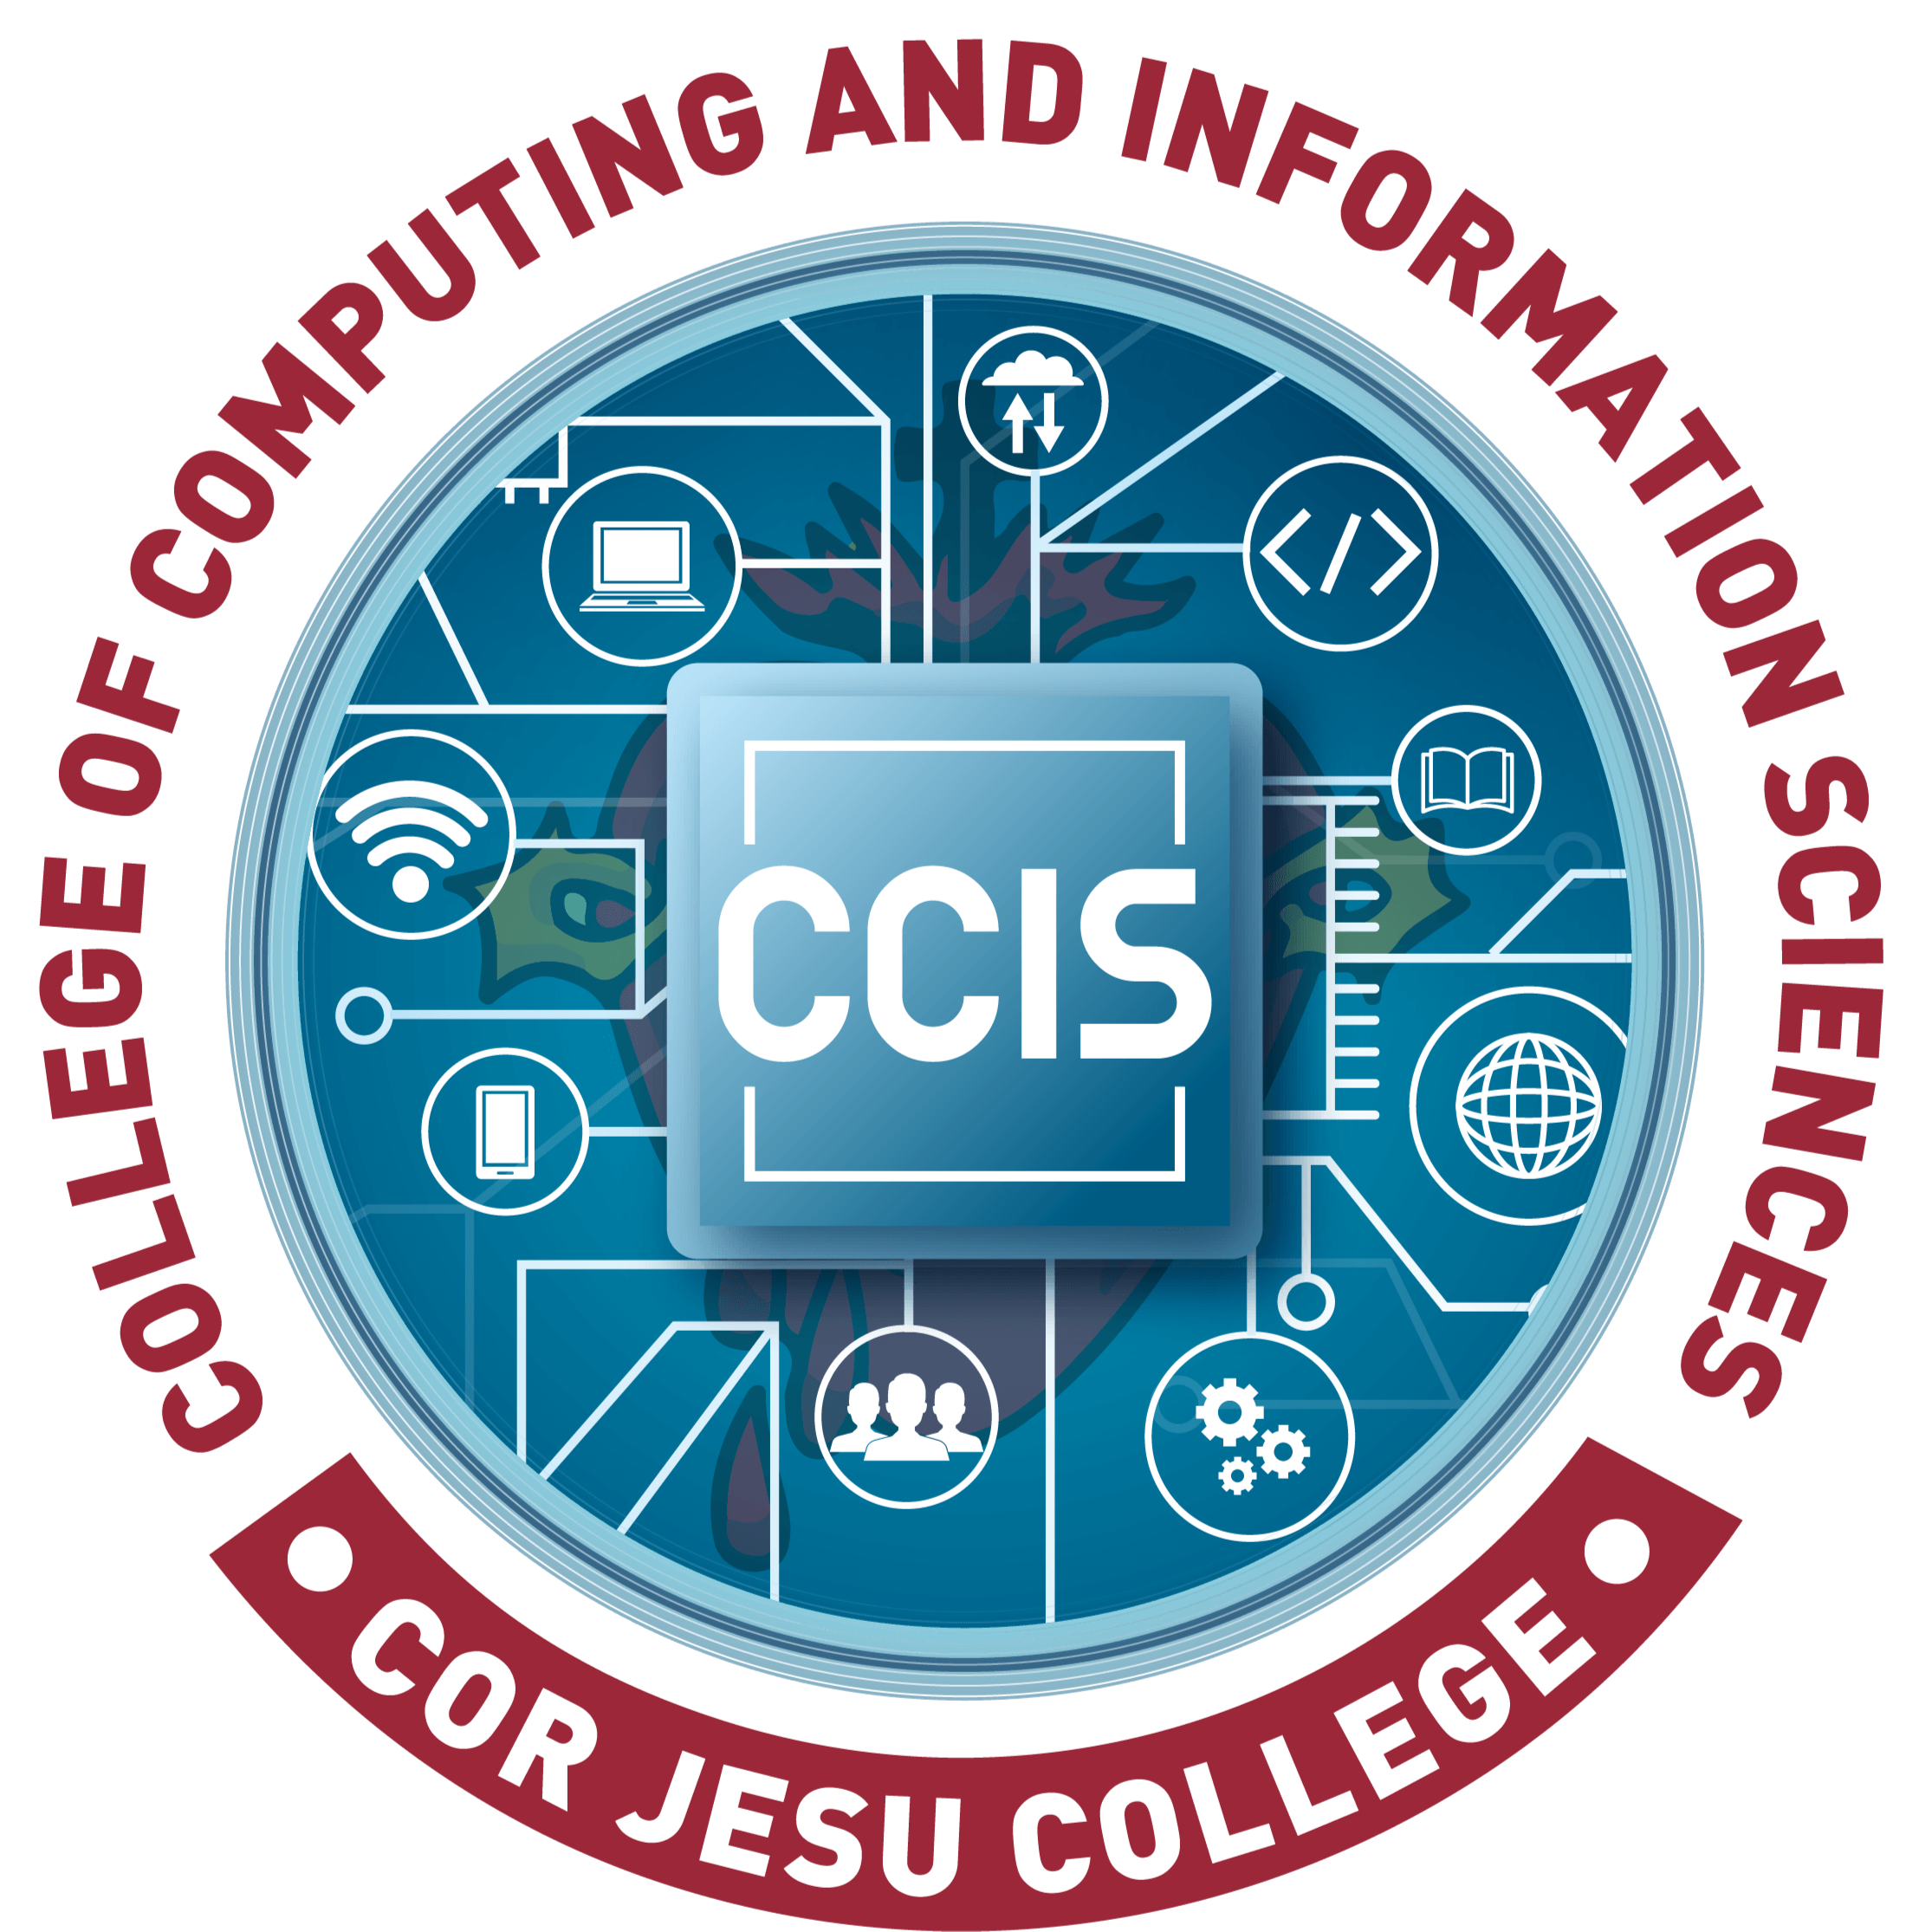 COLLEGE OF COMPUTING AND INFORMATION SCIENCES
CCIS
COR JESU COLLEGE